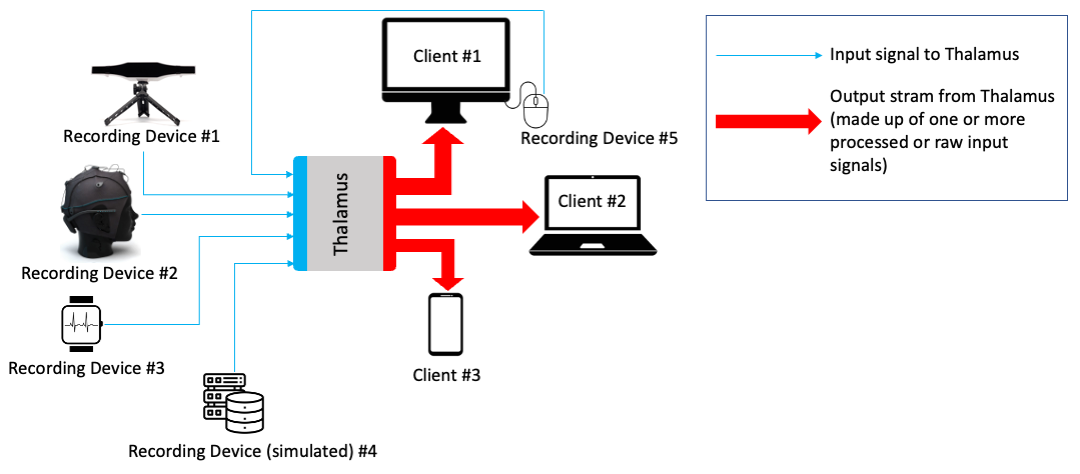 Client #1
Input signal to Thalamus
Output stram from Thalamus
(made up of one or more
processed or raw input
signals)
Recording Device #1
Recording Device #5
Thalamus
Client #2
Recording Device #2
Recording Device #3
Client #3
Recording Device (simulated) #4